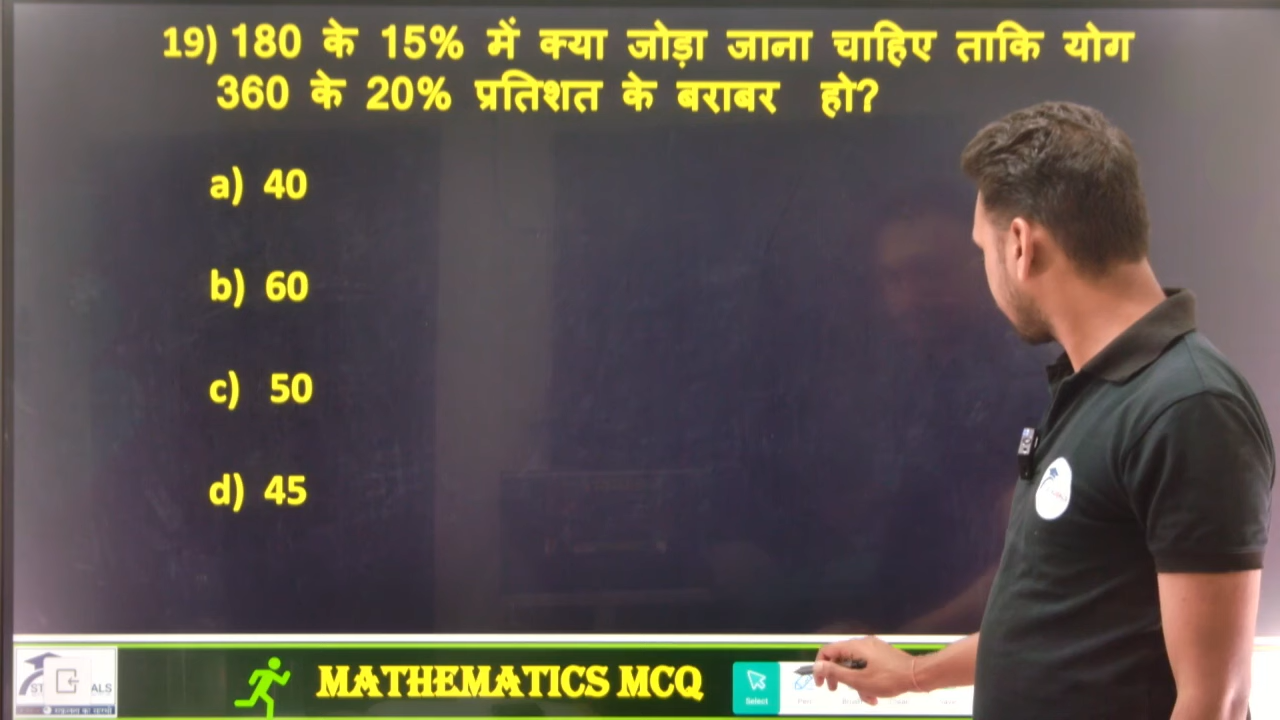 19) 180 के 15% में क्या जोड़ा जाना चाहिए ताकि योग
360 के 20% प्रतिशत के बराबर हो?
a) 40
b) 60
c) 50
d) 45
MATHEMATICS MCQ
Select